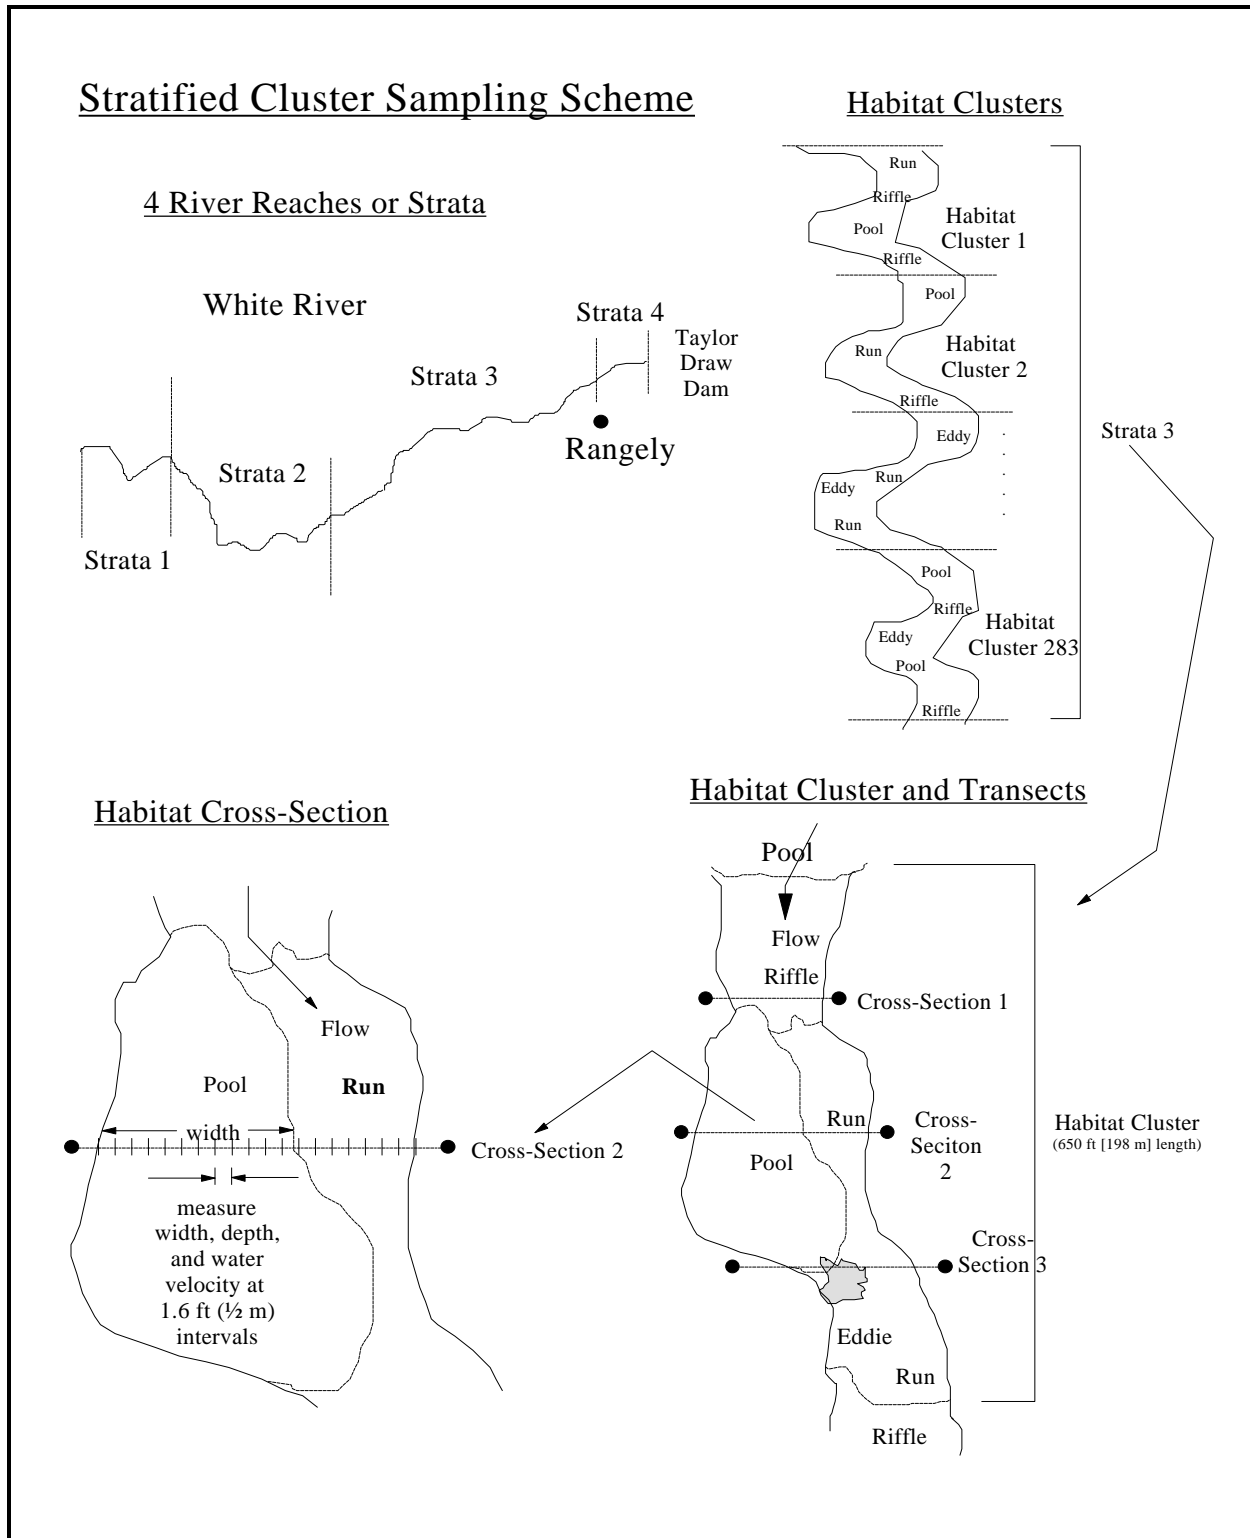 Stratified Cluster Sampling Scheme
4 River Reaches or Strata
White River
Strata 1
Strata 2
Strata 3
Strata 4
Taylor
Draw
Dam
Rangely
Habitat Clusters
Run
Riffle
Pool
Riffle
Habitat
Cluster 1
Pool
Run
Riffle
Habitat
Cluster 2
Eddy
Run
Eddy
Run
Pool
Riffle
Eddy
Pool
Riffle
Habitat
Cluster 283
Strata 3
Habitat Cross-Section
Flow
Pool
Run
width
Cross-Section 2
measure
width, depth,
and water
velocity at
1.6 ft (½ m)
intervals
Habitat Cluster and Transects
Pool
Flow
Riffle
Cross-Section 1
Run
Cross-
Seciton
2
Pool
Cross-
Section 3
Eddie
Run
Riffle
Habitat Cluster
(650 ft [198 m] length)